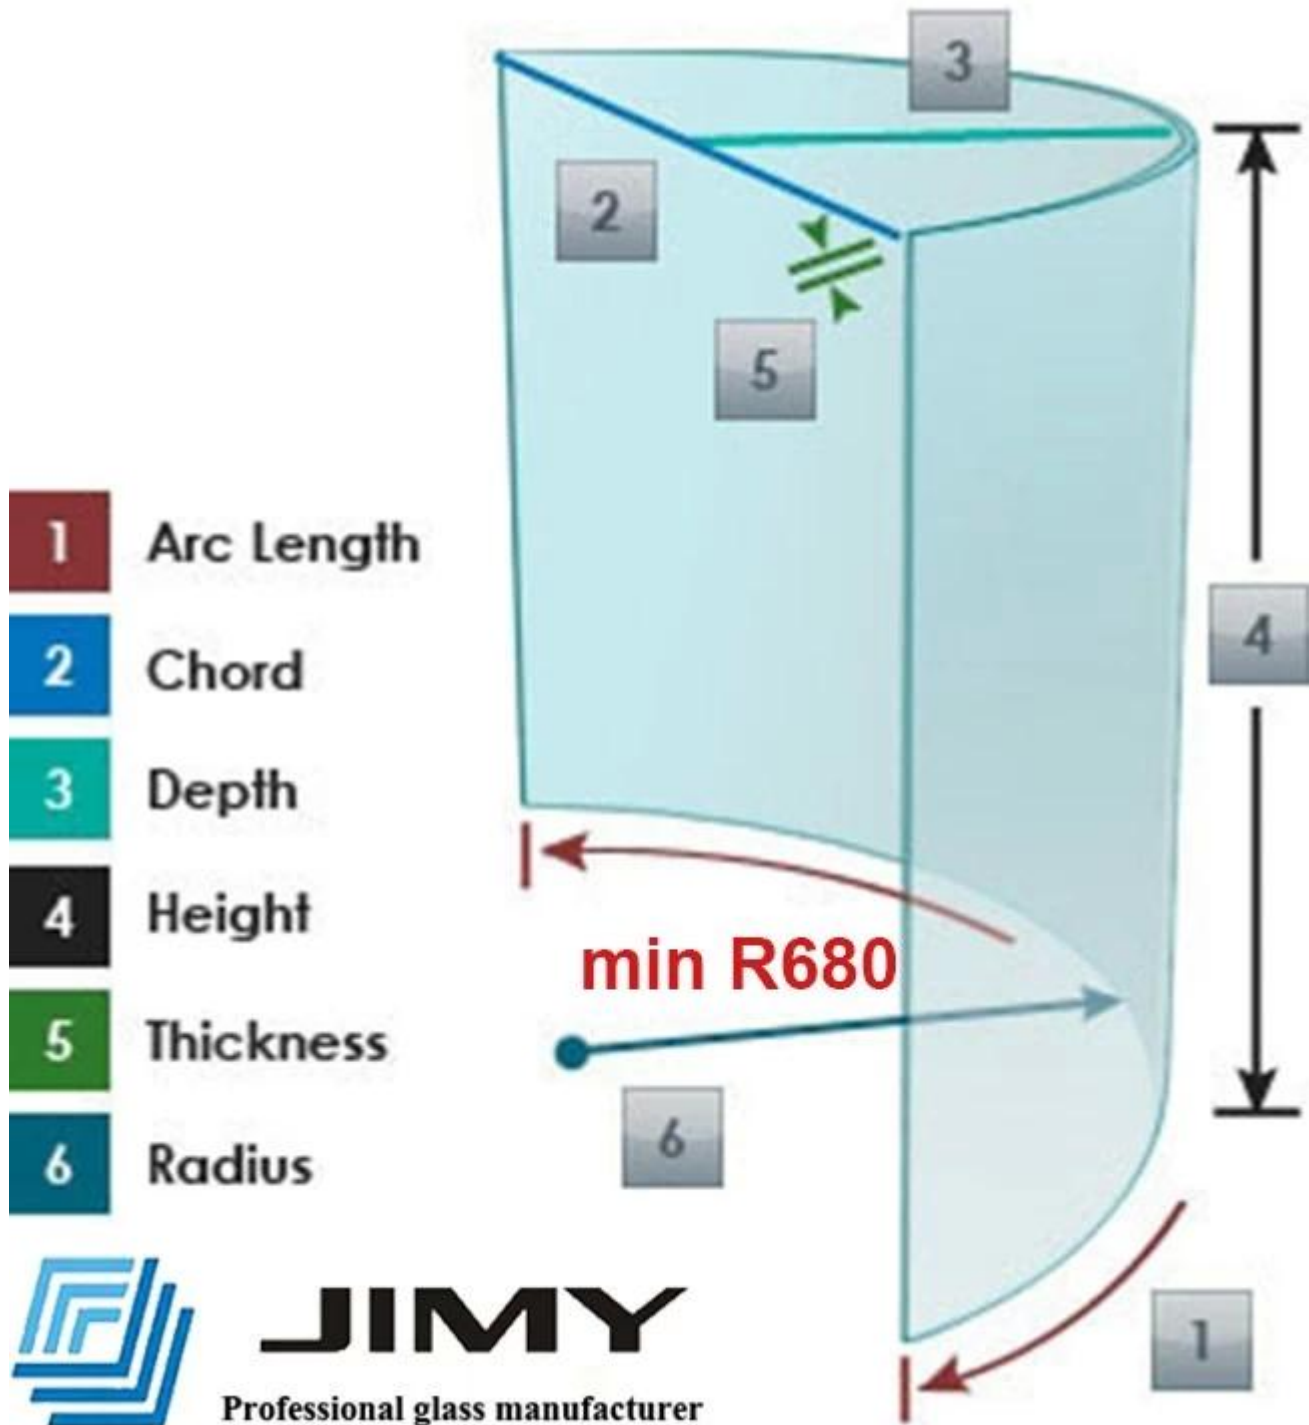 3
2
5
1 Arc Length
4
2 Chord
3 Depth
4 Height
min R680
5 Thickness
6
6 Radius
1
JIMY
Professional glass manufacturer